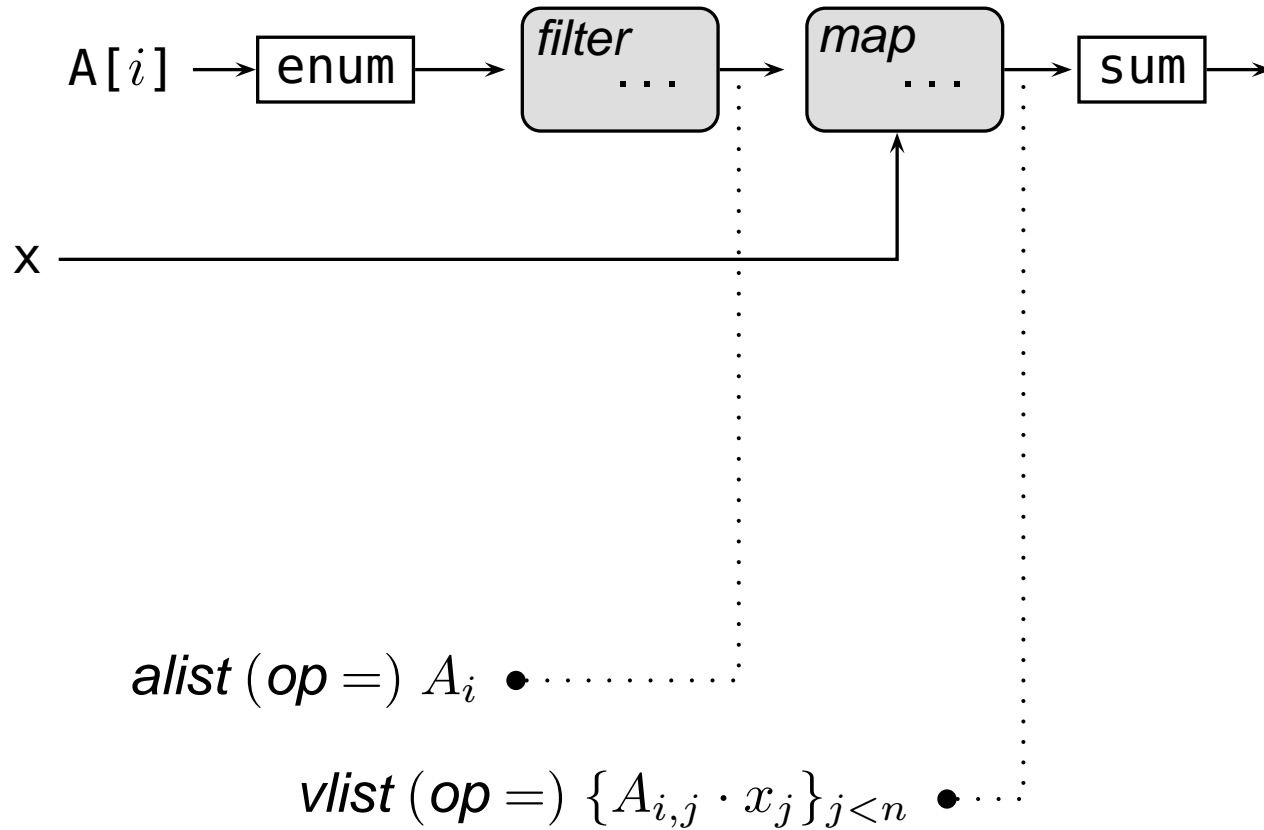 A[i] enum filter ... map ... sum
x
alist (op =) A_i
vlist (op =) {A_{i,j} · x_j}_{j<n}